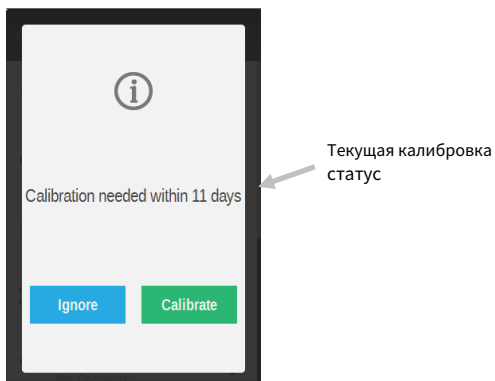 Calibration needed within 11 days
Текущая калибровка
статус
Ignore
Calibrate